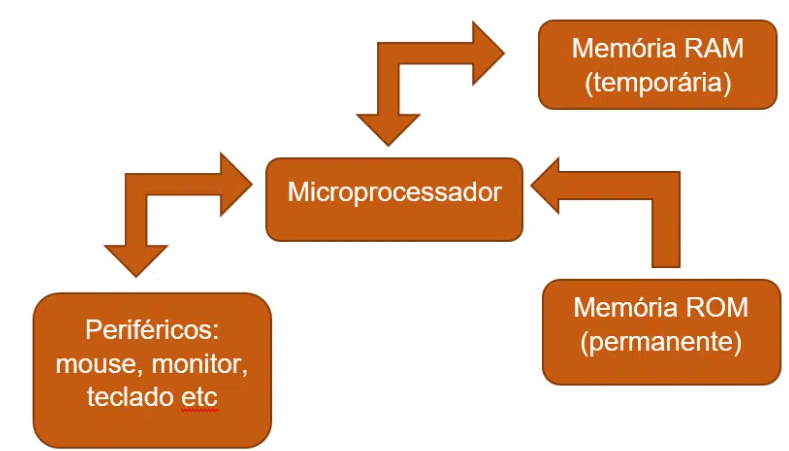 Memória RAM
(temporária)
Microprocessador
Memória ROM
(permanente)
Periféricos:
mouse, monitor,
teclado etc